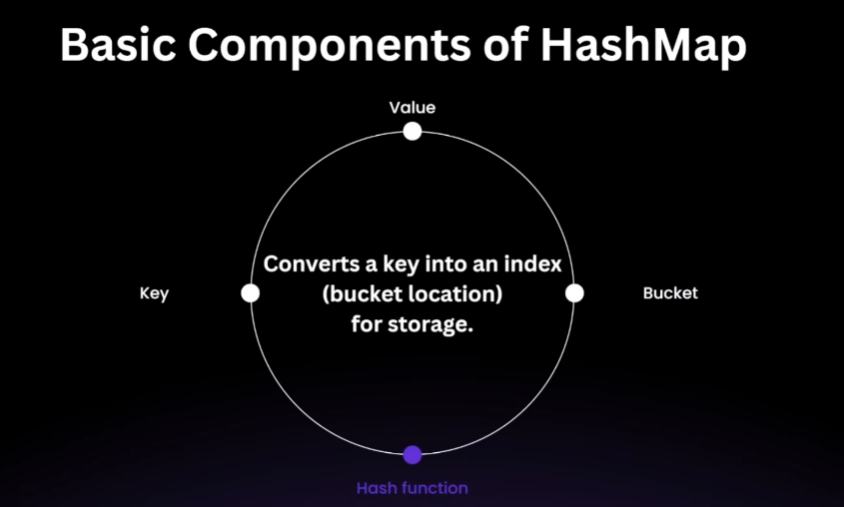 Basic Components of HashMap
Value
Converts a key into an index
(bucket location)
for storage.
Key
Bucket
Hash function